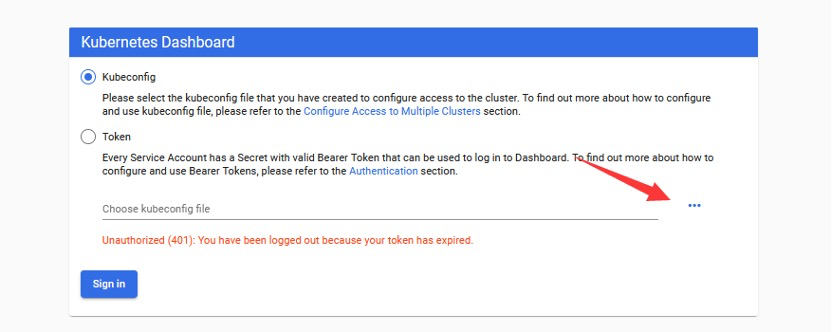 Kubernetes Dashboard
Kubeconfig
Please select the kubeconfig file that you have created to configure access to the cluster. To find out more about how to configure
and use kubeconfig file, please refer to the Configure Access to Multiple Clusters section.
Token
Every Service Account has a Secret with valid Bearer Token that can be used to log in to Dashboard. To find out more about how to
configure and use Bearer Tokens, please refer to the Authentication section.
Choose kubeconfig file
Unauthorized (401): You have been logged out because your token has expired.
Sign in